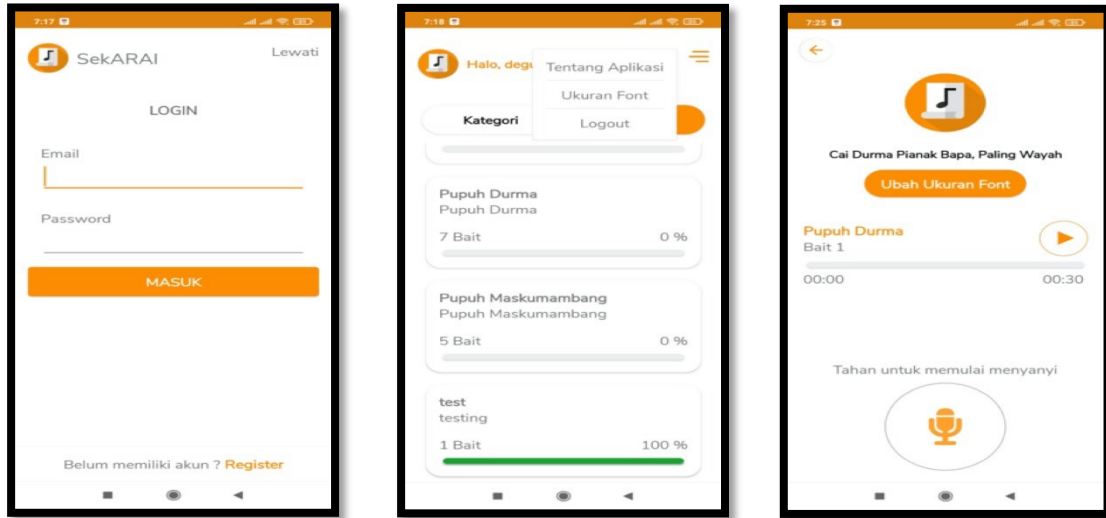 7:17
SekARAI
Lewati
LOGIN
Email
Password
MASUK
Belum memiliki akun ? Register
7:18
Halo, degu
Tentang Aplikasi
Ukuran Font
Logout
Kategori
Pupuh Durma
Pupuh Durma
7 Bait 0 %
Pupuh Maskumambang
Pupuh Maskumambang
5 Bait 0 %
test
testing
1 Bait 100 %
7:25
Cai Durma Pianak Bapa, Paling Wayah
Ubah Ukuran Font
Pupuh Durma
Bait 1
00:00 00:30
Tahan untuk memulai menyanyi